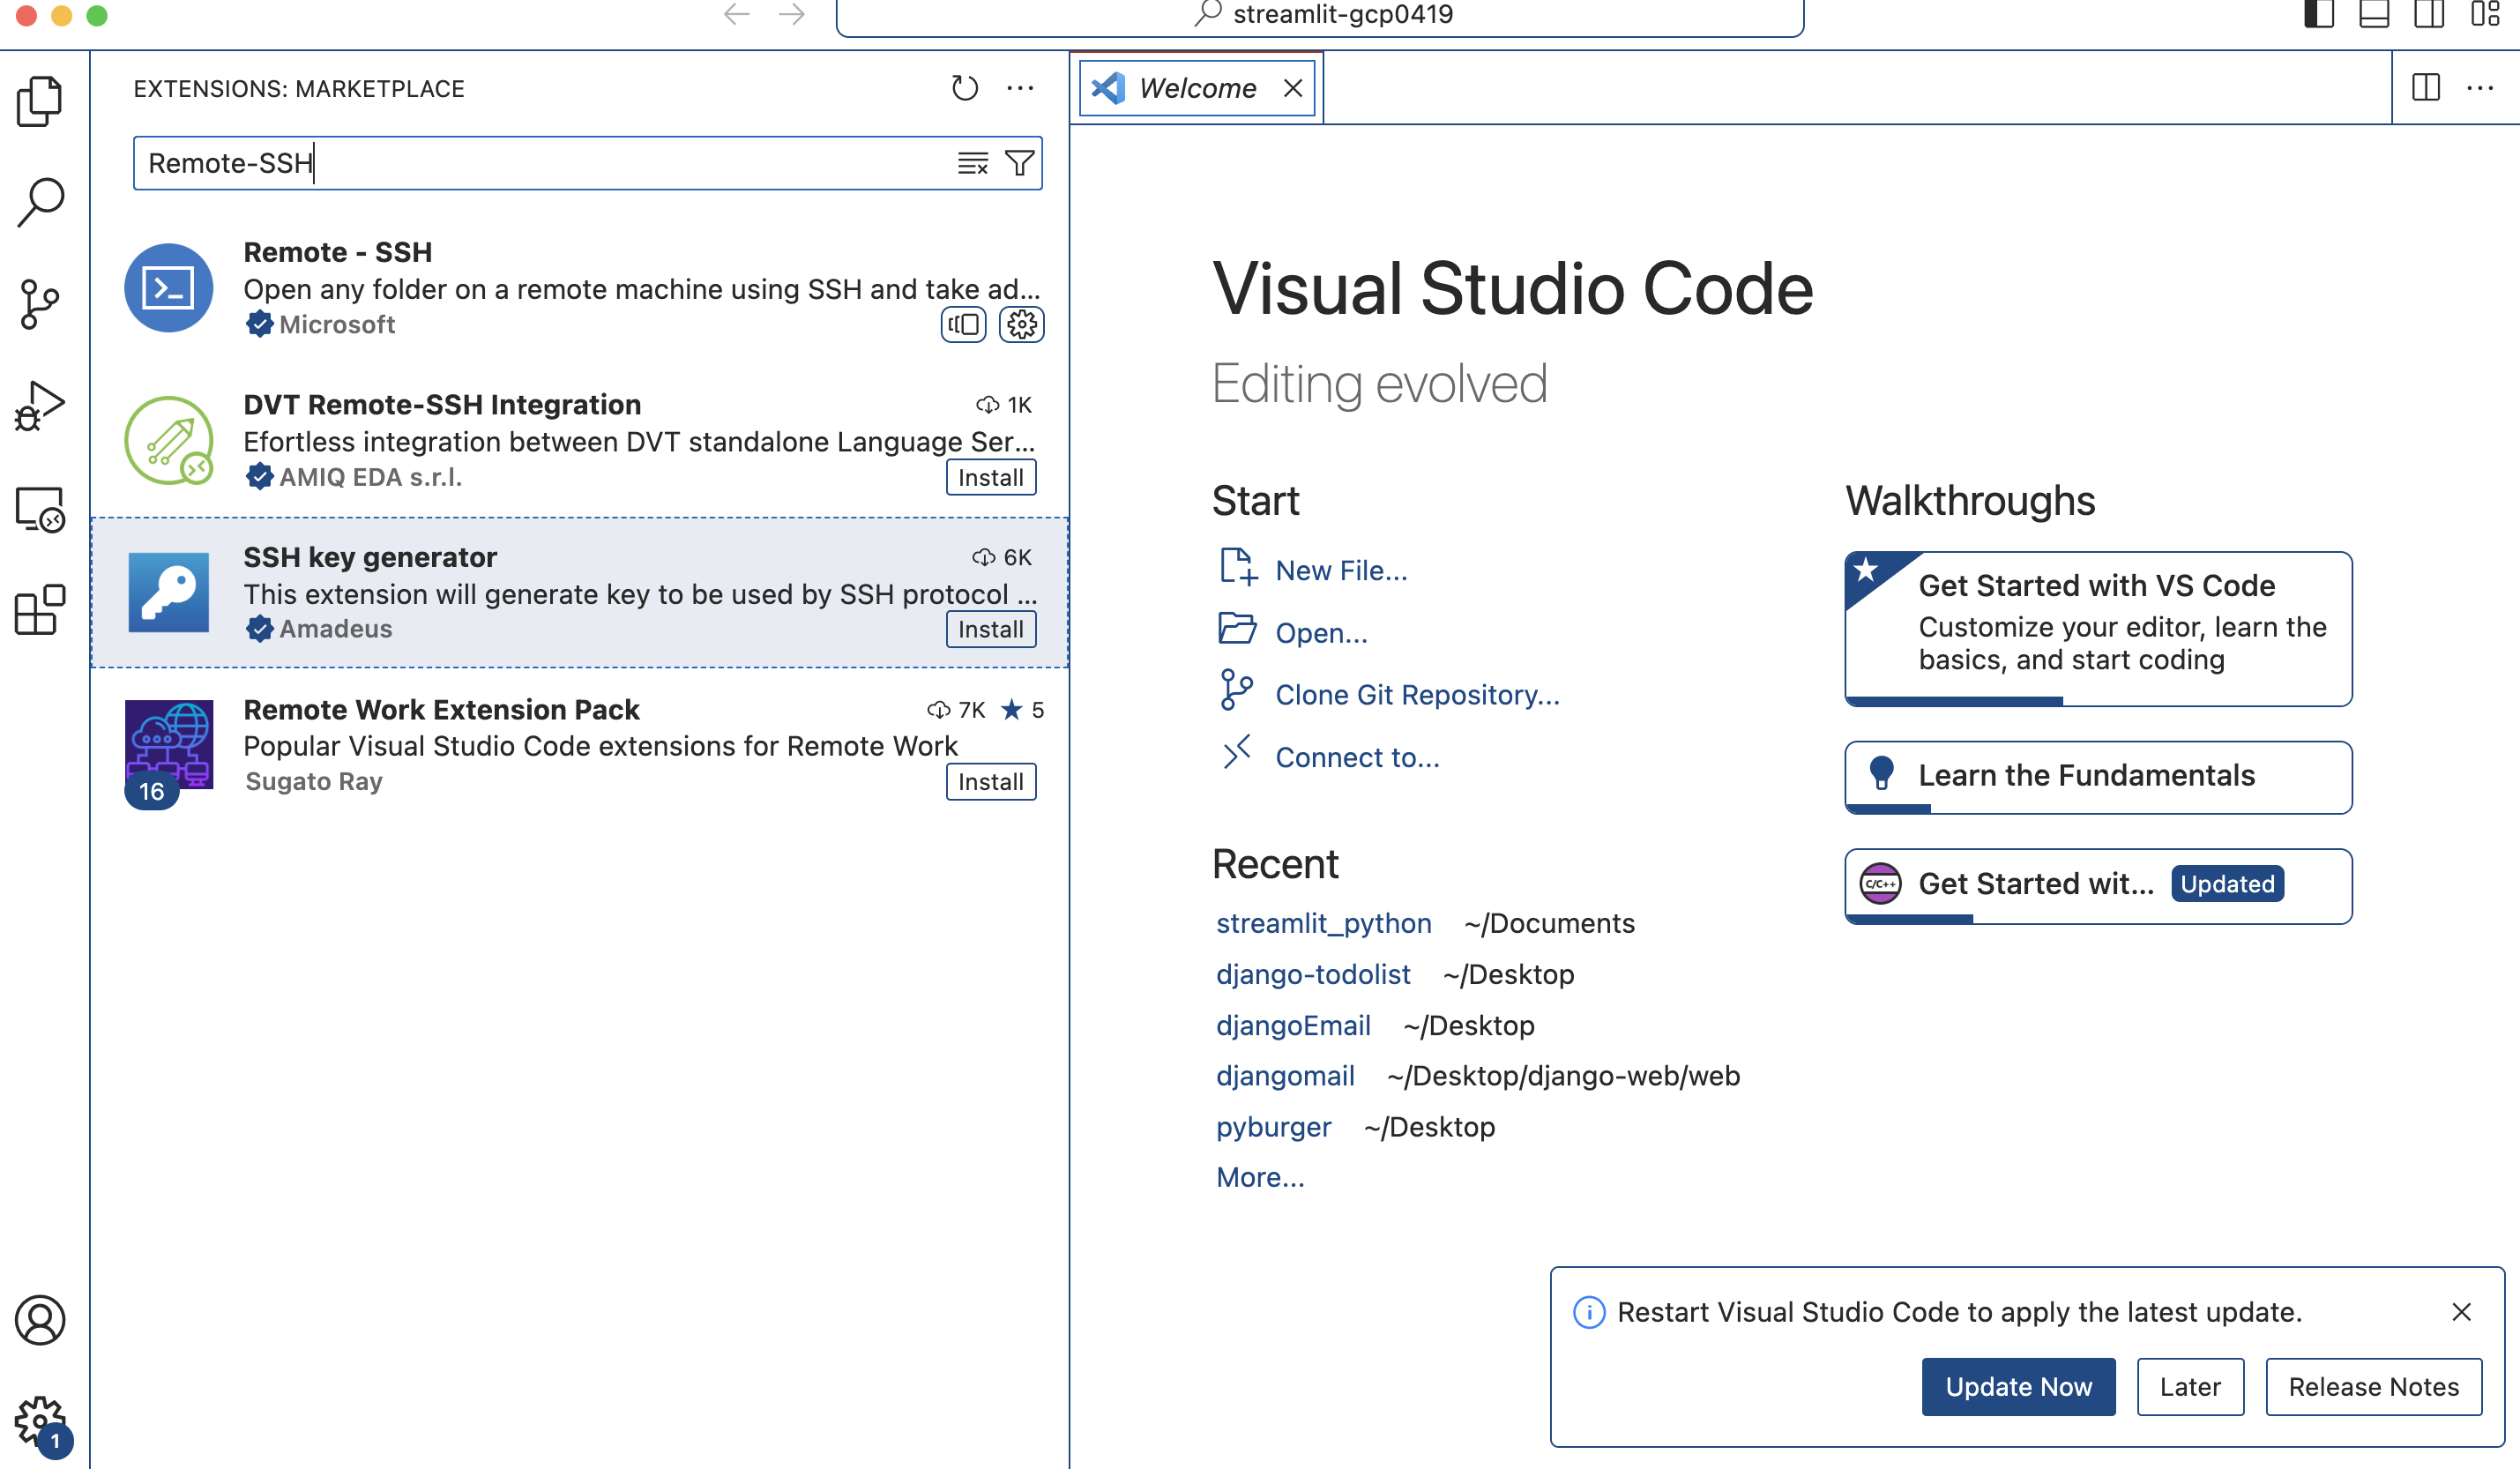 streamlit-gcp0419
EXTENSIONS: MARKETPLACE
Remote-SSH
Remote - SSH
Open any folder on a remote machine using SSH and take ad...
Microsoft
DVT Remote-SSH Integration
1K
Efortless integration between DVT standalone Language Ser...
AMIQ EDA s.r.l.
Install
SSH key generator
6K
This extension will generate key to be used by SSH protocol ...
Amadeus
Install
Remote Work Extension Pack
7K
5
Popular Visual Studio Code extensions for Remote Work
Sugato Ray
Install
16
1
Welcome
Visual Studio Code
Editing evolved
Start
New File...
Open...
Clone Git Repository...
Connect to...
Recent
streamlit_python ~/Documents
django-todolist ~/Desktop
djangoEmail ~/Desktop
djangomail ~/Desktop/django-web/web
pyburger ~/Desktop
More...
Walkthroughs
Get Started with VS Code
Customize your editor, learn the
basics, and start coding
Learn the Fundamentals
C/C++
Get Started wit...
Updated
Restart Visual Studio Code to apply the latest update.
Update Now
Later
Release Notes